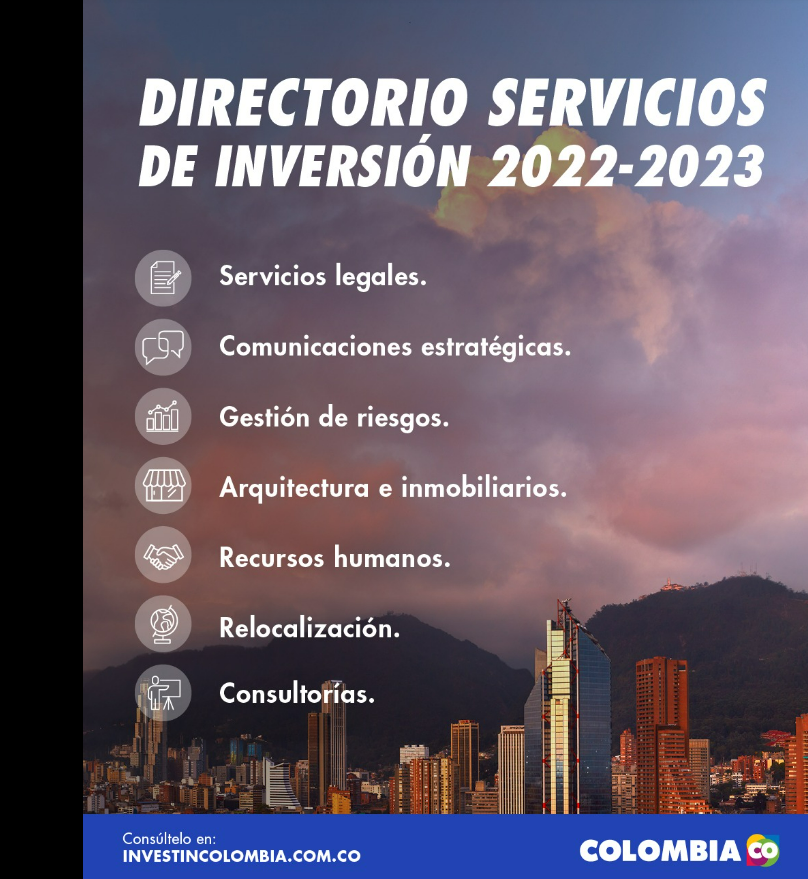 DIRECTORIO SERVICIOS
DE INVERSIÓN 2022-2023
Servicios legales.
Comunicaciones estratégicas.
Gestión de riesgos.
Arquitectura e inmobiliarios.
Recursos humanos.
Relocalización.
Consultorías.
Consúltelo en:
INVESTINCOLOMBIA.COM.CO
COLOMBIA CO